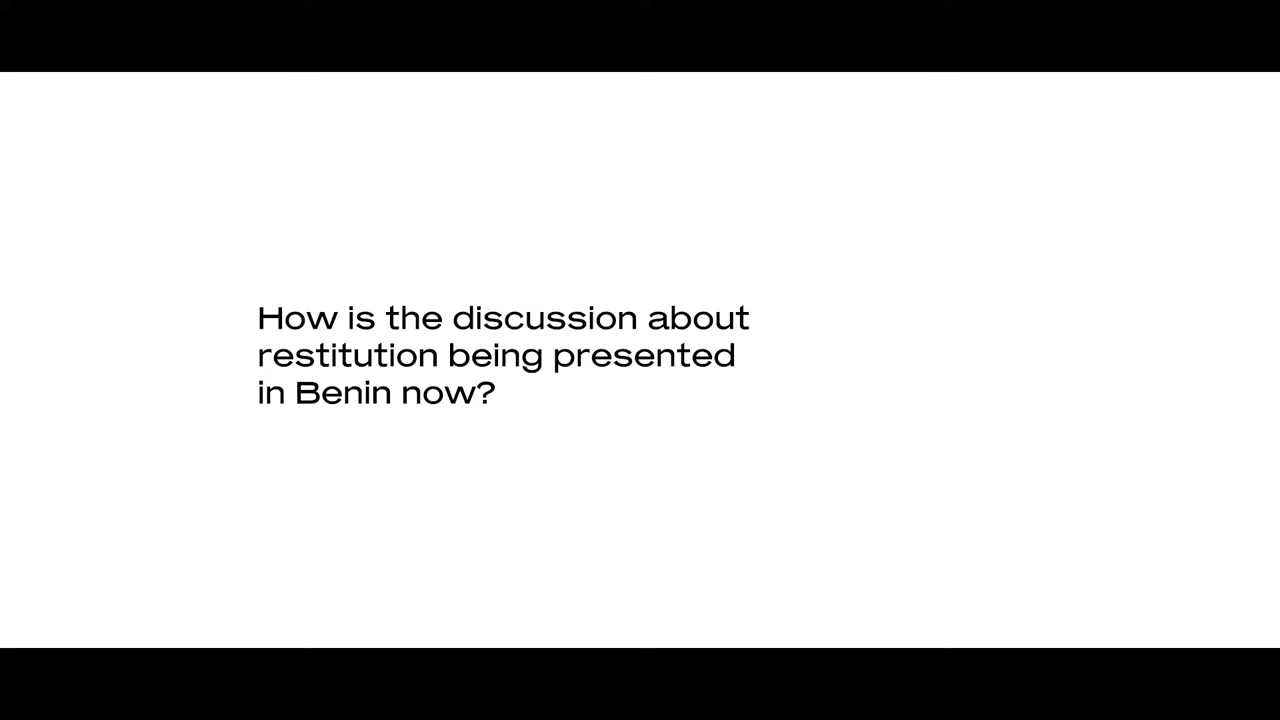 How is the discussion about
restitution being presented
in Benin now?